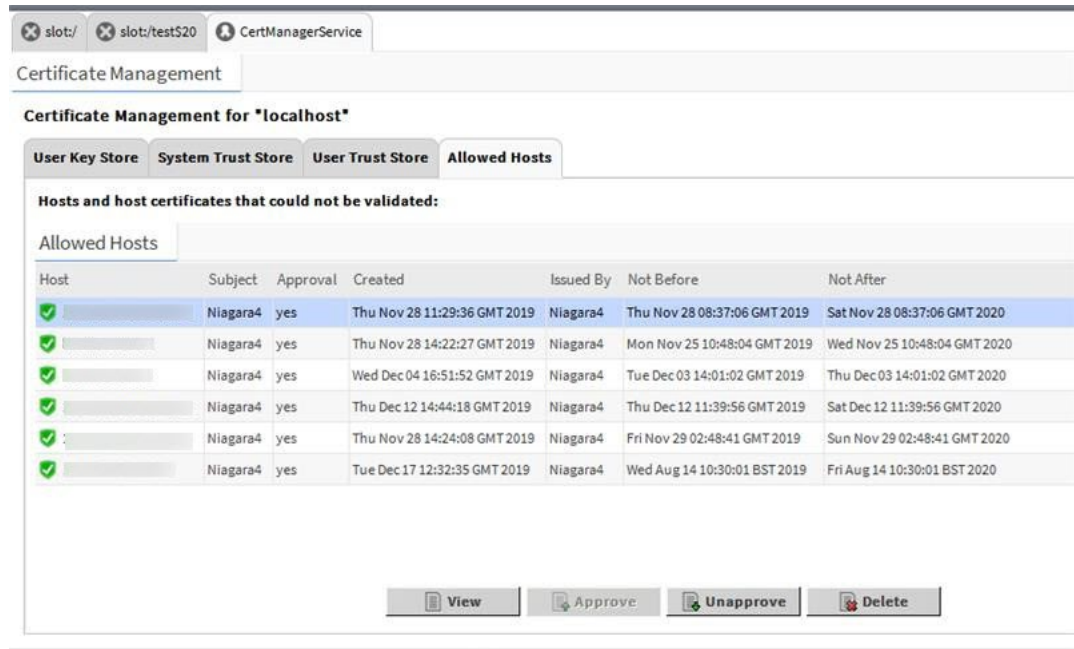 slot:/ slot:/test$20 CertManagerService
Certificate Management
Certificate Management for "localhost"
User Key Store System Trust Store User Trust Store Allowed Hosts
Hosts and host certificates that could not be validated:
Allowed Hosts
Host Subject Approval Created Issued By Not Before Not After
Niagara4 yes Thu Nov 28 11:29:36 GMT 2019 Niagara4 Thu Nov 28 08:37:06 GMT 2019 Sat Nov 28 08:37:06 GMT 2020
Niagara4 yes Thu Nov 28 14:22:27 GMT 2019 Niagara4 Mon Nov 25 10:48:04 GMT 2019 Wed Nov 25 10:48:04 GMT 2020
Niagara4 yes Wed Dec 04 16:51:52 GMT 2019 Niagara4 Tue Dec 03 14:01:02 GMT 2019 Thu Dec 03 14:01:02 GMT 2020
Niagara4 yes Thu Dec 12 14:44:18 GMT 2019 Niagara4 Thu Dec 12 11:39:56 GMT 2019 Sat Dec 12 11:39:56 GMT 2020
Niagara4 yes Thu Nov 28 14:24:08 GMT 2019 Niagara4 Fri Nov 29 02:48:41 GMT 2019 Sun Nov 29 02:48:41 GMT 2020
Niagara4 yes Tue Dec 17 12:32:35 GMT 2019 Niagara4 Wed Aug 14 10:30:01 BST 2019 Fri Aug 14 10:30:01 BST 2020
View Approve Unapprove Delete